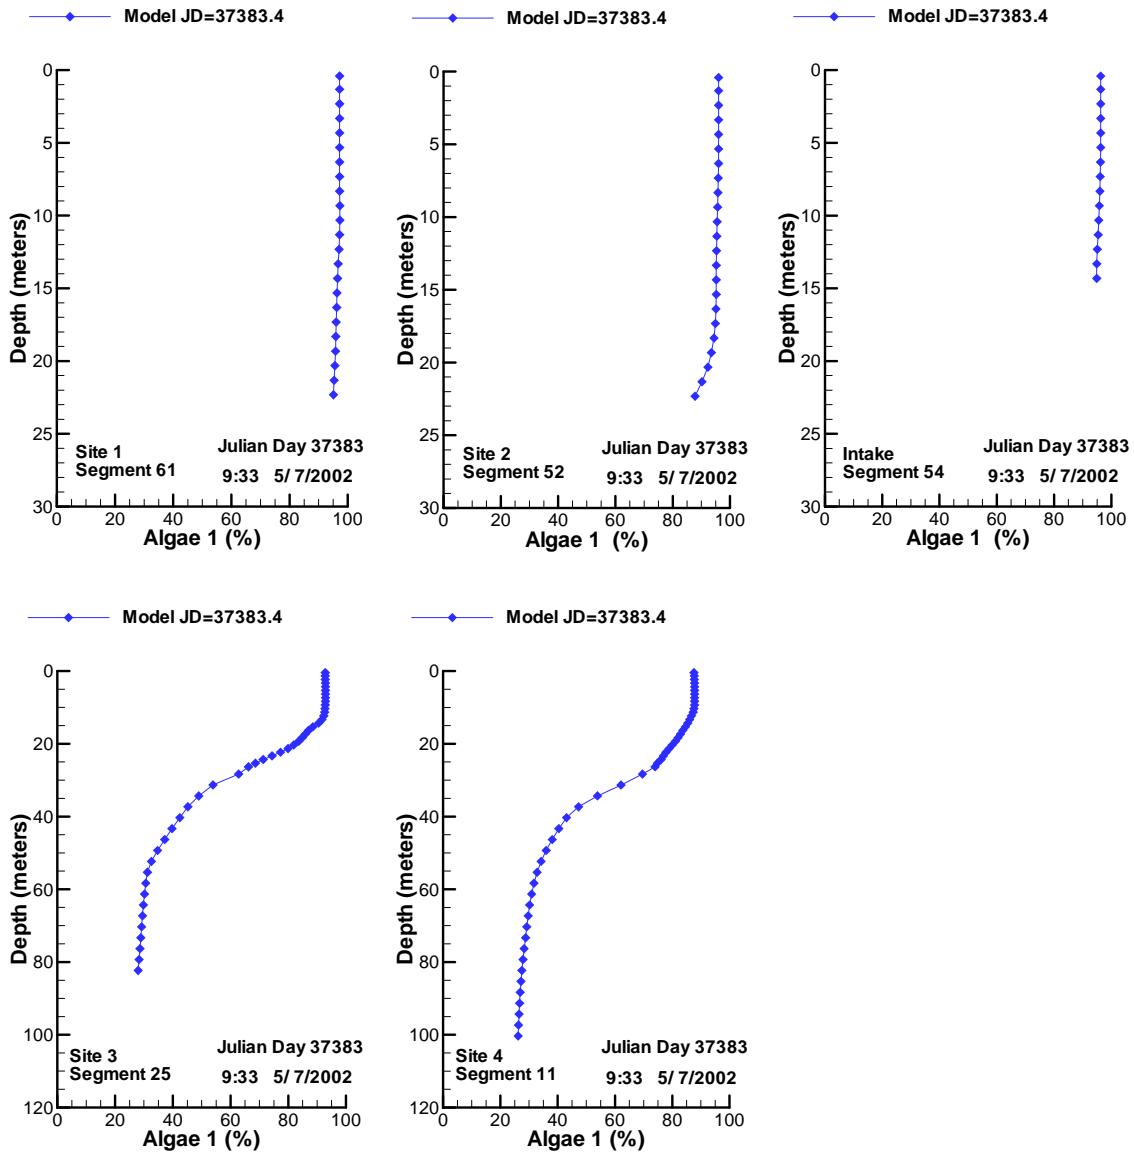 Model JD=37383.4
0
5
10
15
20
25
30
Depth (meters)
Site 1
Segment 61
Julian Day 37383
9:33 5/ 7/2002
0 20 40 60 80 100
Algae 1 (%)
Model JD=37383.4
0
5
10
15
20
25
30
Depth (meters)
Site 2
Segment 52
Julian Day 37383
9:33 5/ 7/2002
0 20 40 60 80 100
Algae 1 (%)
Model JD=37383.4
0
5
10
15
20
25
30
Depth (meters)
Intake
Segment 54
Julian Day 37383
9:33 5/ 7/2002
0 20 40 60 80 100
Algae 1 (%)
Model JD=37383.4
0
20
40
60
80
100
120
Depth (meters)
Site 3
Segment 25
Julian Day 37383
9:33 5/ 7/2002
0 20 40 60 80 100
Algae 1 (%)
Model JD=37383.4
0
20
40
60
80
100
120
Depth (meters)
Site 4
Segment 11
Julian Day 37383
9:33 5/ 7/2002
0 20 40 60 80 100
Algae 1 (%)